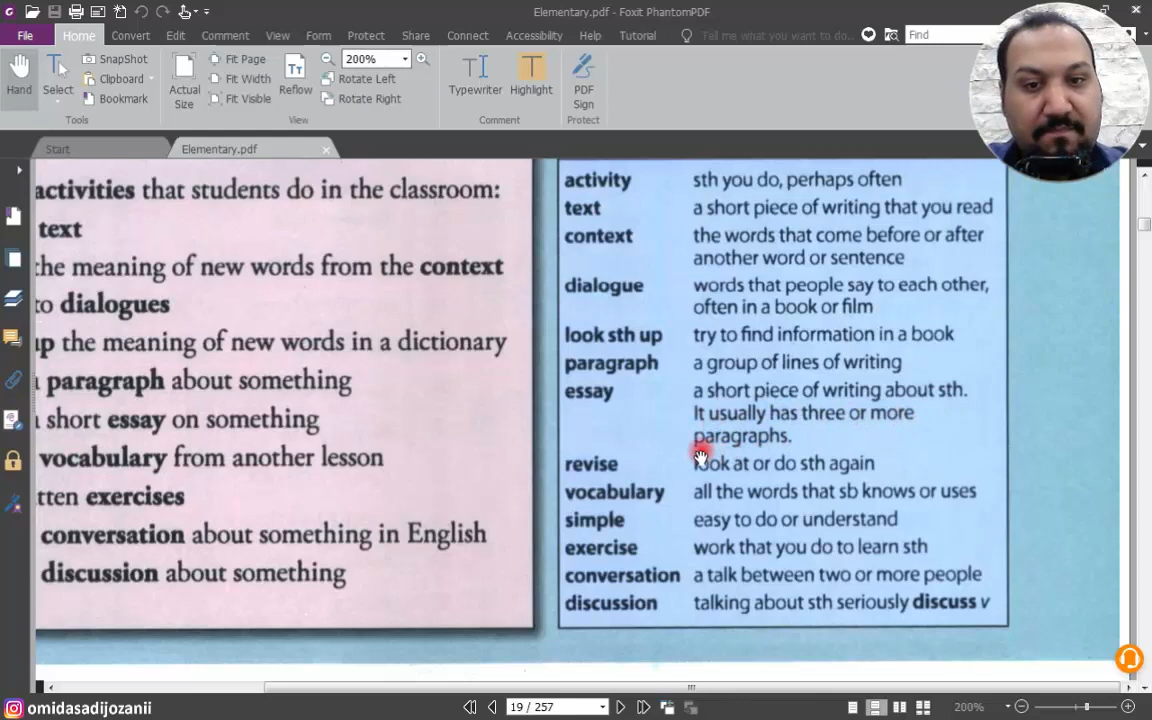 Elementary.pdf - Foxit PhantomPDF
File Home Convert Edit Comment View Form Protect Share Connect Accessibility Help Tutorial Tell me what you want to do.. Find
Hand
Select
SnapShot
Clipboard
Bookmark
Tools
Actual
Size
Fit Page
Fit Width
Fit Visible
Reflow
200%
Rotate Left
Rotate Right
View
Typewriter
Highlight
Comment
PDF
Sign
Protect
Start Elementary.pdf
activities that students do in the classroom:
text
the meaning of new words from the context
to dialogues
up the meaning of new words in a dictionary
paragraph about something
short essay on something
vocabulary from another lesson
tten exercises
conversation about something in English
discussion about something
activity sth you do, perhaps often
text a short piece of writing that you read
context the words that come before or after
another word or sentence
dialogue words that people say to each other,
often in a book or film
look sth up try to find information in a book
paragraph a group of lines of writing
essay a short piece of writing about sth.
It usually has three or more
paragraphs.
revise look at or do sth again
vocabulary all the words that sb knows or uses
simple easy to do or understand
exercise work that you do to learn sth
conversation a talk between two or more people
discussion talking about sth seriously discuss v
omidasadijozanii
19 / 257
200%